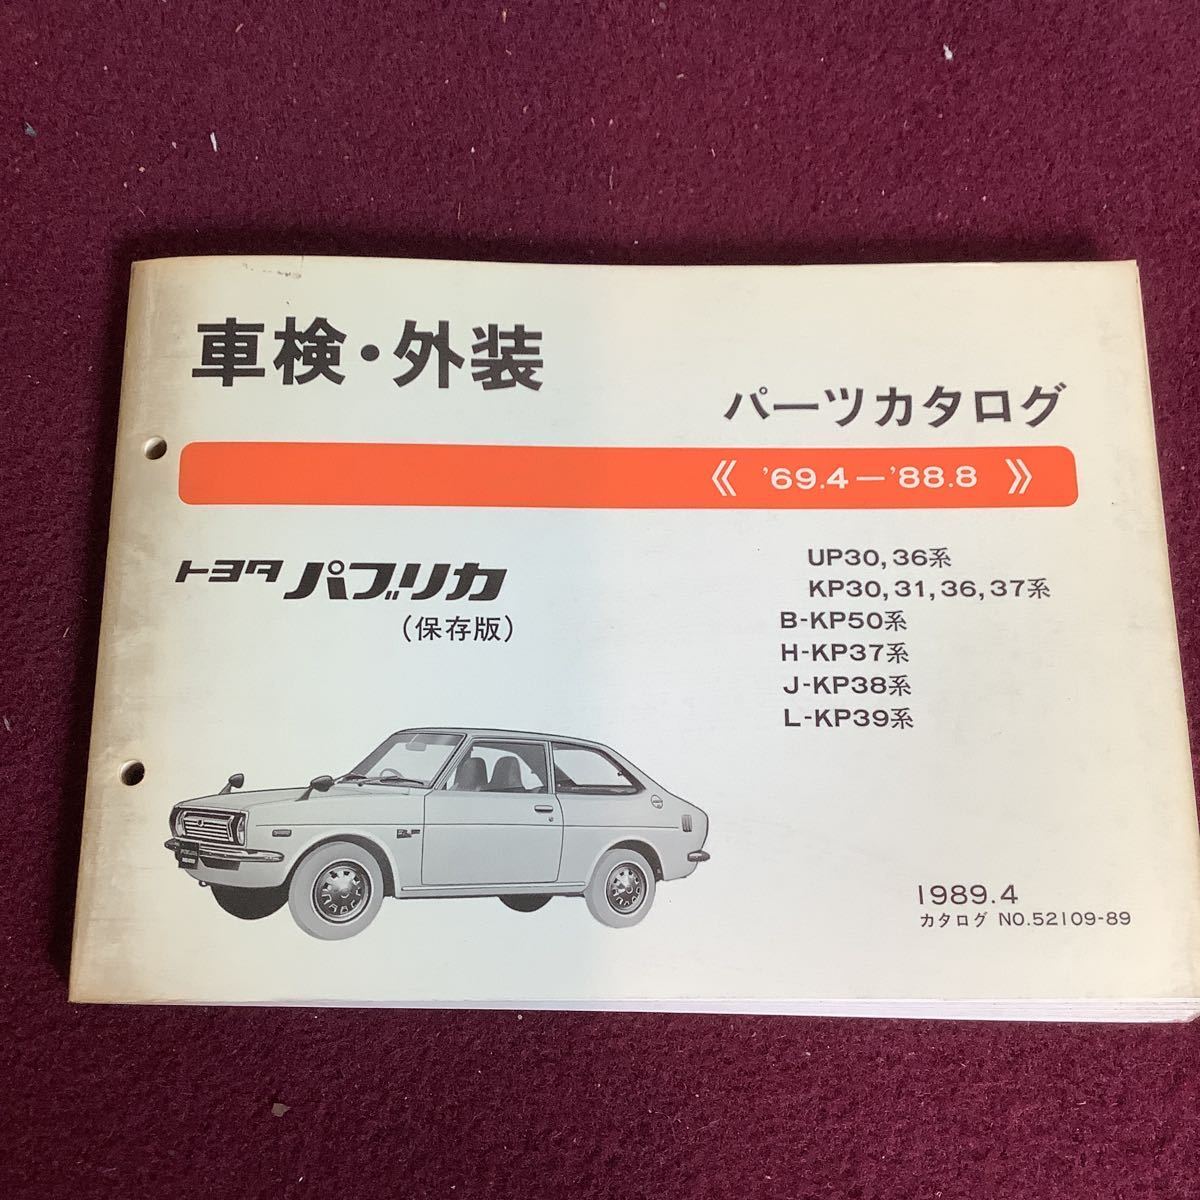 車検・外装
パーツカタログ
《 '69.4－'88.8 》
トヨタ パブリカ
(保存版)
UP30,36系
KP30,31,36,37系
B-KP50系
H-KP37系
J-KP38系
L-KP39系
1989.4
カタログ NO.52109-89